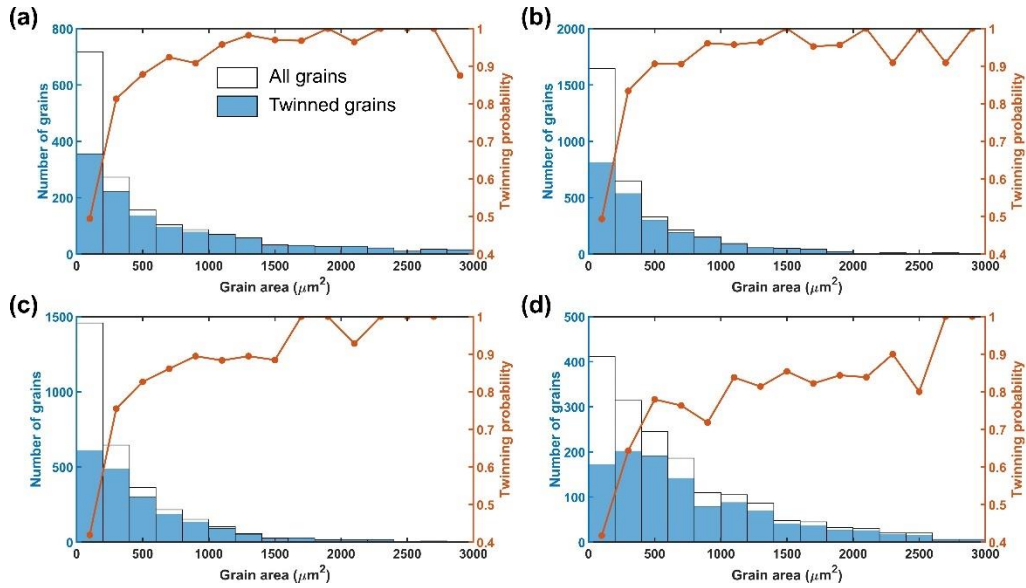 (a)
800
600
400
200
0
Number of grains
All grains
Twinned grains
1
0.9
0.8
0.7
0.6
0.5
0.4
Twinning probability
0 500 1000 1500 2000 2500 3000
Grain area (μm²)
(b)
2000
1500
1000
500
0
Number of grains
1
0.9
0.8
0.7
0.6
0.5
0.4
Twinning probability
0 500 1000 1500 2000 2500 3000
Grain area (μm²)
(c)
1500
1000
500
0
Number of grains
1
0.9
0.8
0.7
0.6
0.5
0.4
Twinning probability
0 500 1000 1500 2000 2500 3000
Grain area (μm²)
(d)
500
400
300
200
100
0
Number of grains
1
0.9
0.8
0.7
0.6
0.5
0.4
Twinning probability
0 500 1000 1500 2000 2500 3000
Grain area (μm²)